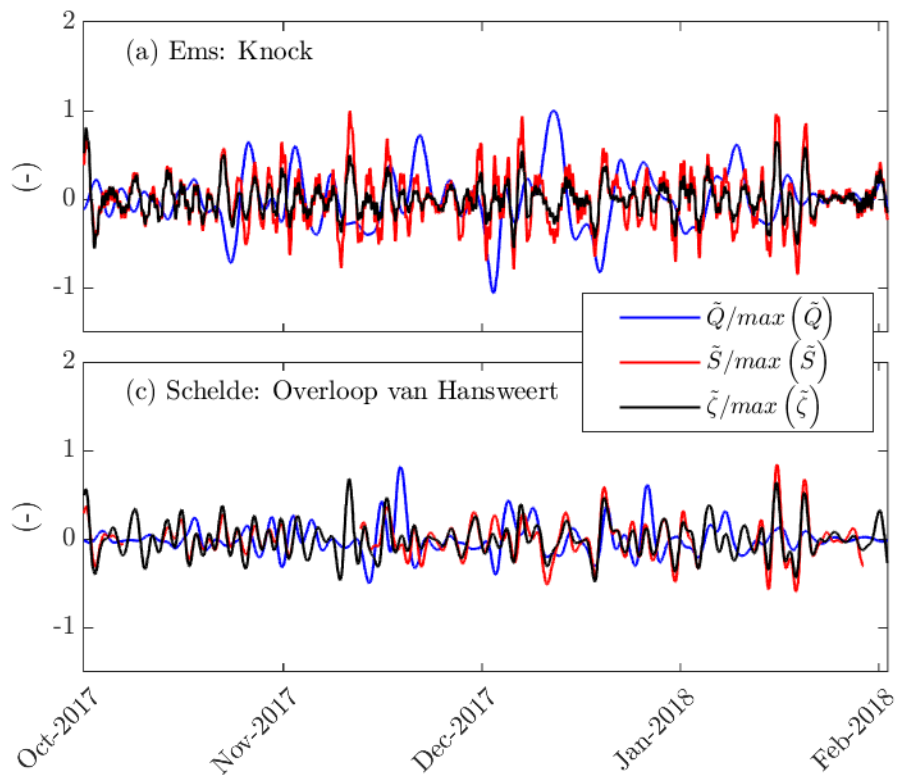 2
(a) Ems: Knock
1
(-)
0
-1
Q̃/max(Q̃)
S̃/max(S̃)
ζ̃/max(ζ̃)
2
(c) Schelde: Overloop van Hansweert
1
(-)
0
-1
Oct-2017
Nov-2017
Dec-2017
Jan-2018
Feb-2018